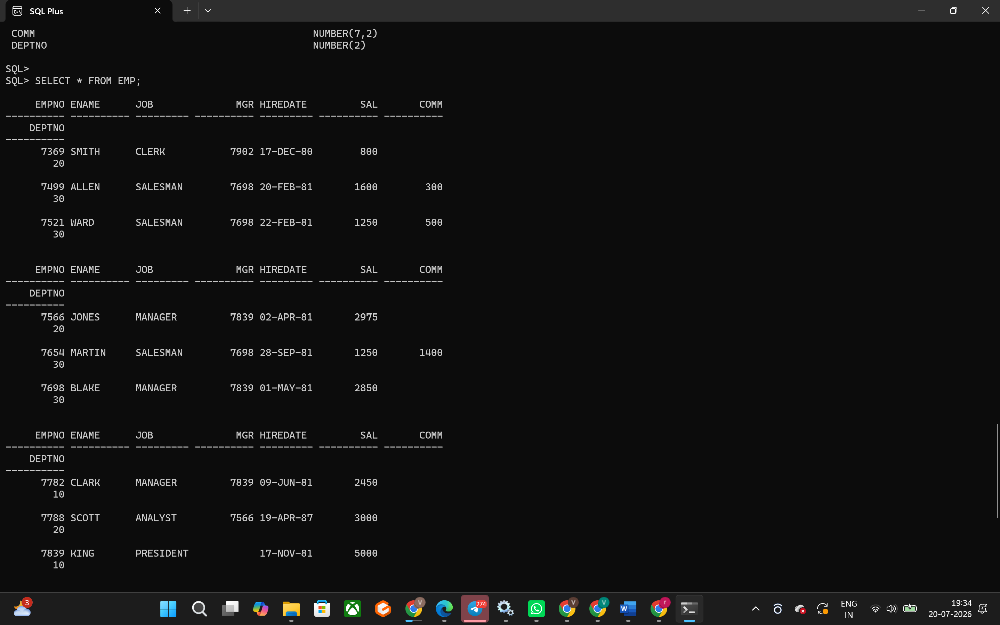 SQL Plus
 COMM                                               NUMBER(7,2)
 DEPTNO                                             NUMBER(2)
SQL>
SQL> SELECT * FROM EMP;
     EMPNO ENAME      JOB              MGR HIREDATE         SAL       COMM
---------- ---------- --------- ---------- --------- ---------- ----------
    DEPTNO
----------
      7369 SMITH      CLERK           7902 17-DEC-80        800
        20
      7499 ALLEN      SALESMAN        7698 20-FEB-81       1600        300
        30
      7521 WARD       SALESMAN        7698 22-FEB-81       1250        500
        30
     EMPNO ENAME      JOB              MGR HIREDATE         SAL       COMM
---------- ---------- --------- ---------- --------- ---------- ----------
    DEPTNO
----------
      7566 JONES      MANAGER         7839 02-APR-81       2975
        20
      7654 MARTIN     SALESMAN        7698 28-SEP-81       1250       1400
        30
      7698 BLAKE      MANAGER         7839 01-MAY-81       2850
        30
     EMPNO ENAME      JOB              MGR HIREDATE         SAL       COMM
---------- ---------- --------- ---------- --------- ---------- ----------
    DEPTNO
----------
      7782 CLARK      MANAGER         7839 09-JUN-81       2450
        10
      7788 SCOTT      ANALYST         7566 19-APR-87       3000
        20
      7839 KING       PRESIDENT            17-NOV-81       5000
        10
3
V
274
V
V
W
r
ENG
IN
19:34
20-07-2026